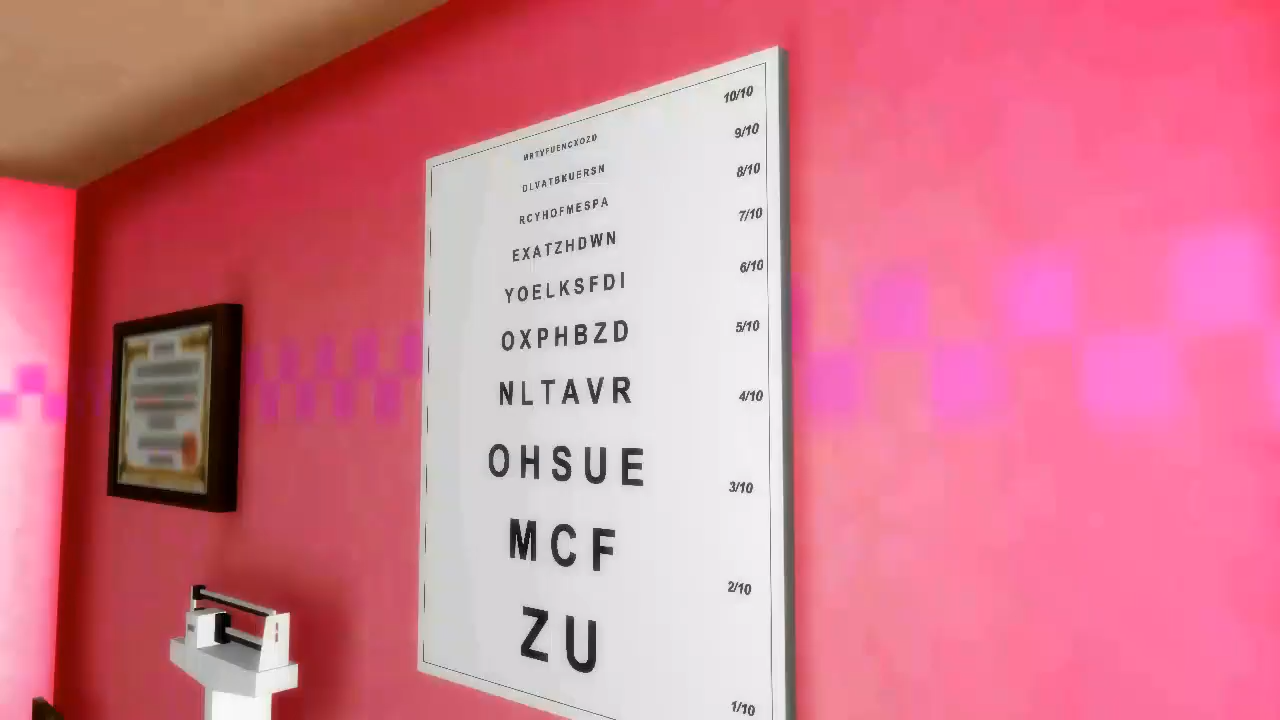 MRTVFUENCXOZD 10/10
DLVATBKUERSN 9/10
RCYHOFMESPA 8/10
EXATZHDWN 7/10
YOELKSFDI 6/10
OXPHBZD 5/10
NLTAVR 4/10
OHSUE 3/10
MCF 2/10
ZU 1/10